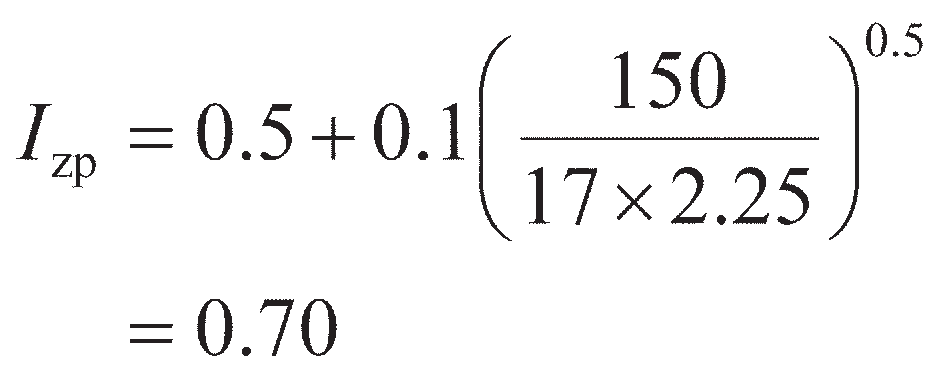 I_zp = 0.5 + 0.1(150 / 17 × 2.25)^0.5
= 0.70